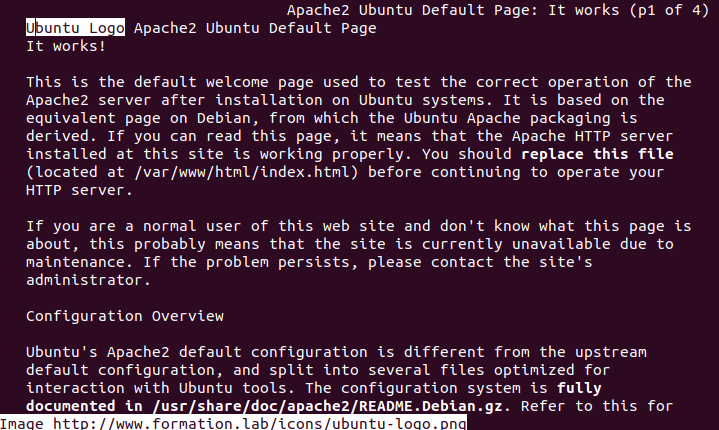 Apache2 Ubuntu Default Page: It works (p1 of 4)
Ubuntu Logo Apache2 Ubuntu Default Page
It works!
This is the default welcome page used to test the correct operation of the
Apache2 server after installation on Ubuntu systems. It is based on the
equivalent page on Debian, from which the Ubuntu Apache packaging is
derived. If you can read this page, it means that the Apache HTTP server
installed at this site is working properly. You should replace this file
(located at /var/www/html/index.html) before continuing to operate your
HTTP server.
If you are a normal user of this web site and don't know what this page is
about, this probably means that the site is currently unavailable due to
maintenance. If the problem persists, please contact the site's
administrator.
Configuration Overview
Ubuntu's Apache2 default configuration is different from the upstream
default configuration, and split into several files optimized for
interaction with Ubuntu tools. The configuration system is fully
documented in /usr/share/doc/apache2/README.Debian.gz. Refer to this for
Image http://www.formation.lab/icons/ubuntu-logo.png